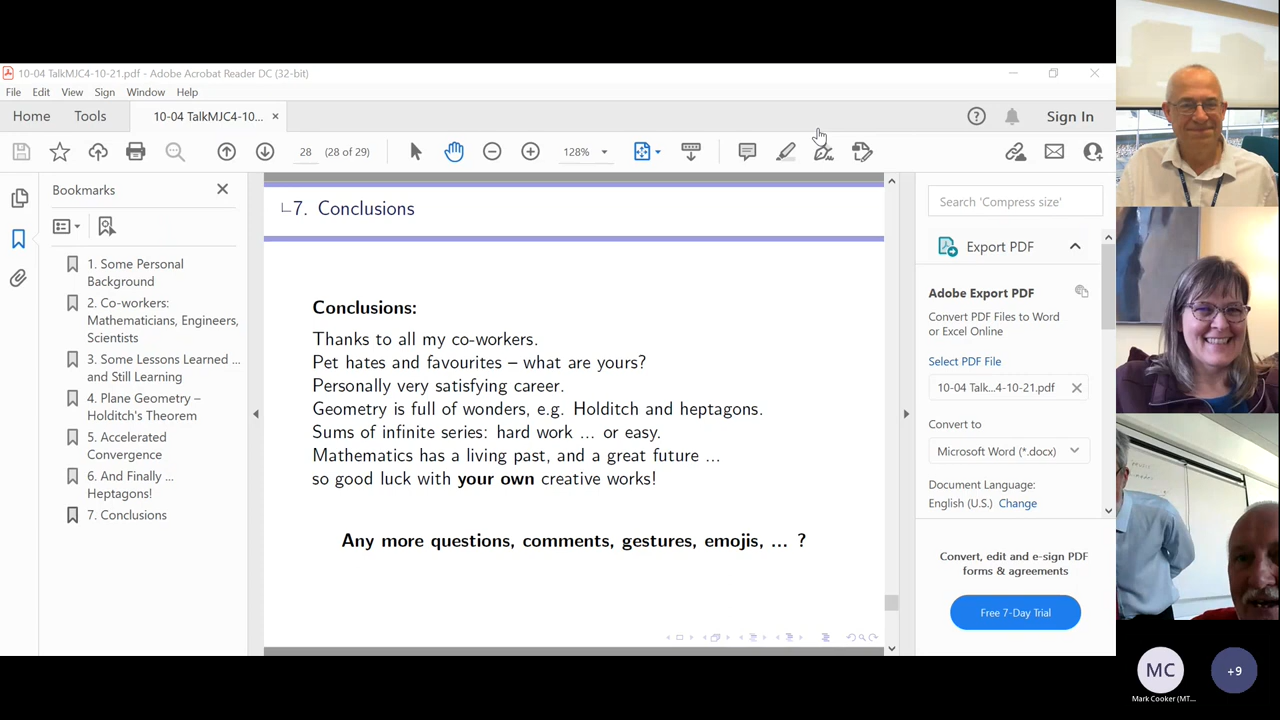 10-04 TalkMJC4-10-21.pdf - Adobe Acrobat Reader DC (32-bit)
File Edit View Sign Window Help
Home Tools 10-04 TalkMJC4-10... × Sign In
28 (28 of 29) 128%
Bookmarks
1. Some Personal
Background
2. Co-workers:
Mathematicians, Engineers,
Scientists
3. Some Lessons Learned ...
and Still Learning
4. Plane Geometry –
Holditch's Theorem
5. Accelerated
Convergence
6. And Finally ...
Heptagons!
7. Conclusions
7. Conclusions
Conclusions:
Thanks to all my co-workers.
Pet hates and favourites – what are yours?
Personally very satisfying career.
Geometry is full of wonders, e.g. Holditch and heptagons.
Sums of infinite series: hard work ... or easy.
Mathematics has a living past, and a great future ...
so good luck with your own creative works!
Any more questions, comments, gestures, emojis, ... ?
Search 'Compress size'
Export PDF
Adobe Export PDF
Convert PDF Files to Word
or Excel Online
Select PDF File
10-04 Talk...4-10-21.pdf
Convert to
Microsoft Word (*.docx)
Document Language:
English (U.S.) Change
Convert, edit and e-sign PDF
forms & agreements
Free 7-Day Trial
MC
Mark Cooker (MT...
+9